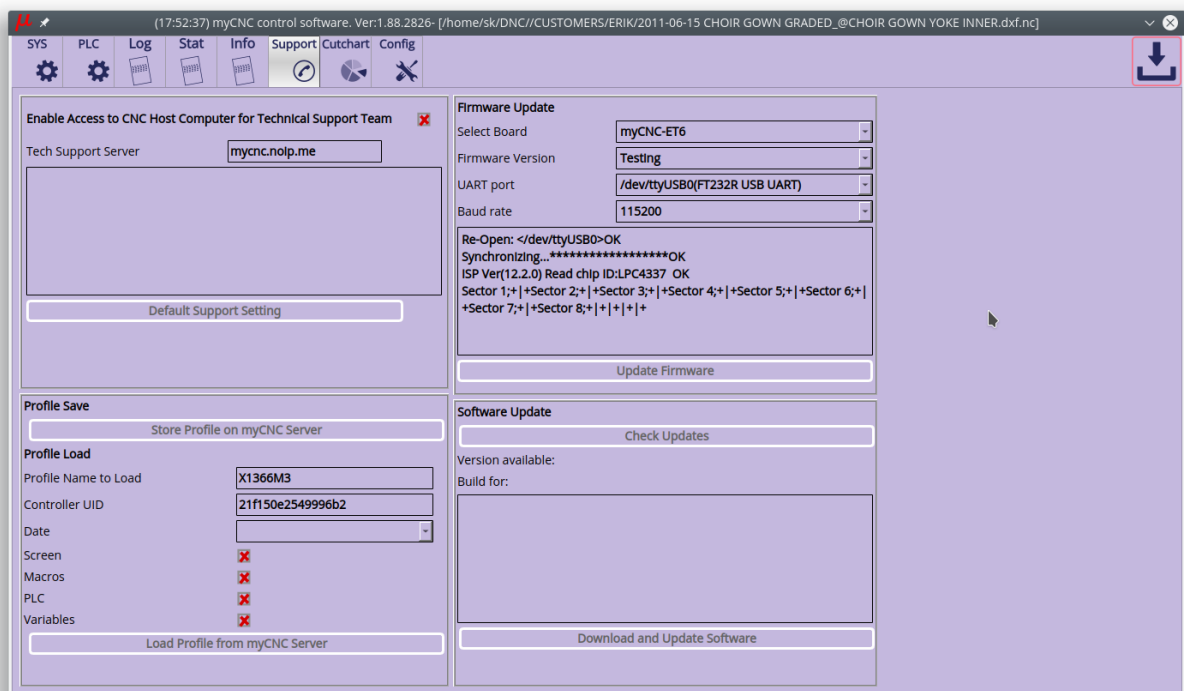 (17:52:37) myCNC control software. Ver:1.88.2826- [/home/sk/DNC//CUSTOMERS/ERIK/2011-06-15 CHOIR GOWN GRADED_@CHOIR GOWN YOKE INNER.dxf.nc]
SYS PLC Log Stat Info Support Cutchart Config
Enable Access to CNC Host Computer for Technical Support Team
Tech Support Server mycnc.noip.me
Default Support Setting
Profile Save
Store Profile on myCNC Server
Profile Load
Profile Name to Load X1366M3
Controller UID 21f150e2549996b2
Date
Screen
Macros
PLC
Variables
Load Profile from myCNC Server
Firmware Update
Select Board myCNC-ET6
Firmware Version Testing
UART port /dev/ttyUSB0(FT232R USB UART)
Baud rate 115200
Re-Open: </dev/ttyUSB0>OK
Synchronizing...*******************OK
ISP Ver(12.2.0) Read chip ID:LPC4337 OK
Sector 1;+|+Sector 2;+|+Sector 3;+|+Sector 4;+|+Sector 5;+|+Sector 6;+|
+Sector 7;+|+Sector 8;+|+|+|+|+
Update Firmware
Software Update
Check Updates
Version available:
Build for:
Download and Update Software